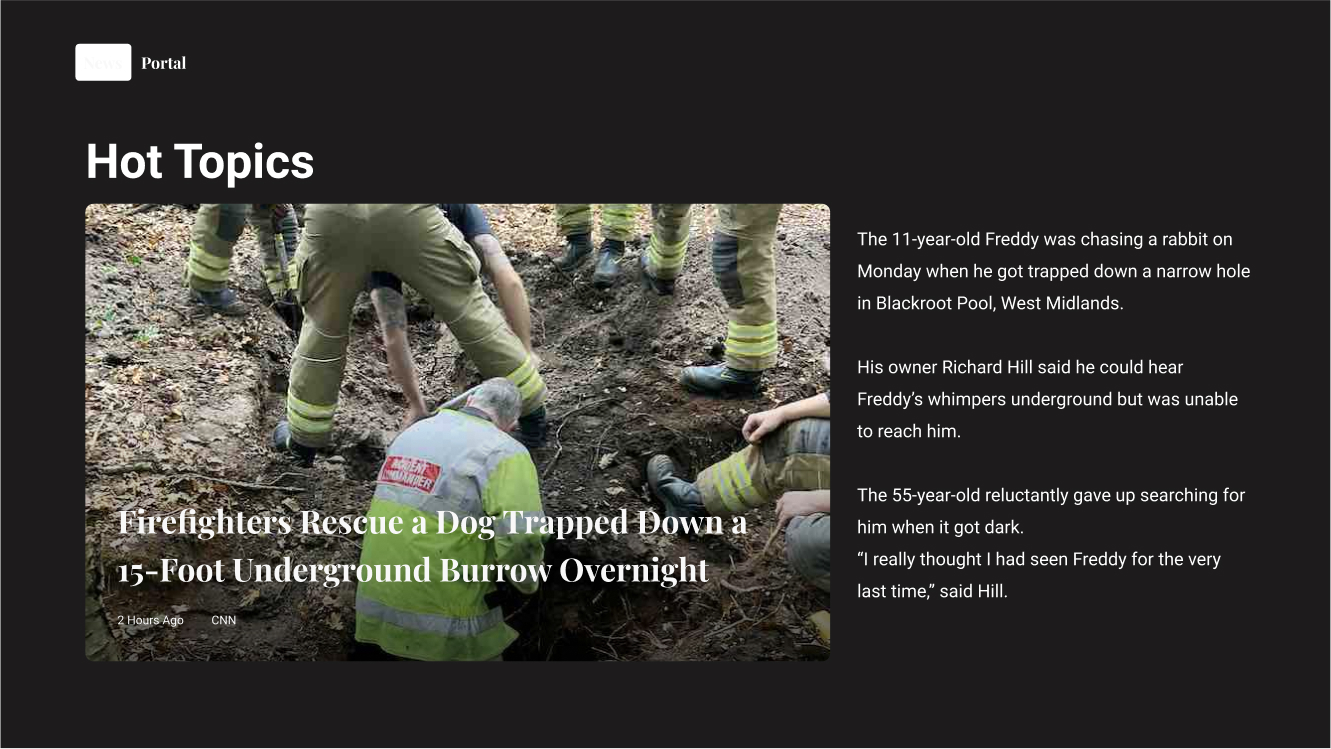 News Portal
Hot Topics
INCIDENT
COMMANDER
Firefighters Rescue a Dog Trapped Down a
15-Foot Underground Burrow Overnight
2 Hours Ago CNN
The 11-year-old Freddy was chasing a rabbit on
Monday when he got trapped down a narrow hole
in Blackroot Pool, West Midlands.
His owner Richard Hill said he could hear
Freddy’s whimpers underground but was unable
to reach him.
The 55-year-old reluctantly gave up searching for
him when it got dark.
“I really thought I had seen Freddy for the very
last time,” said Hill.